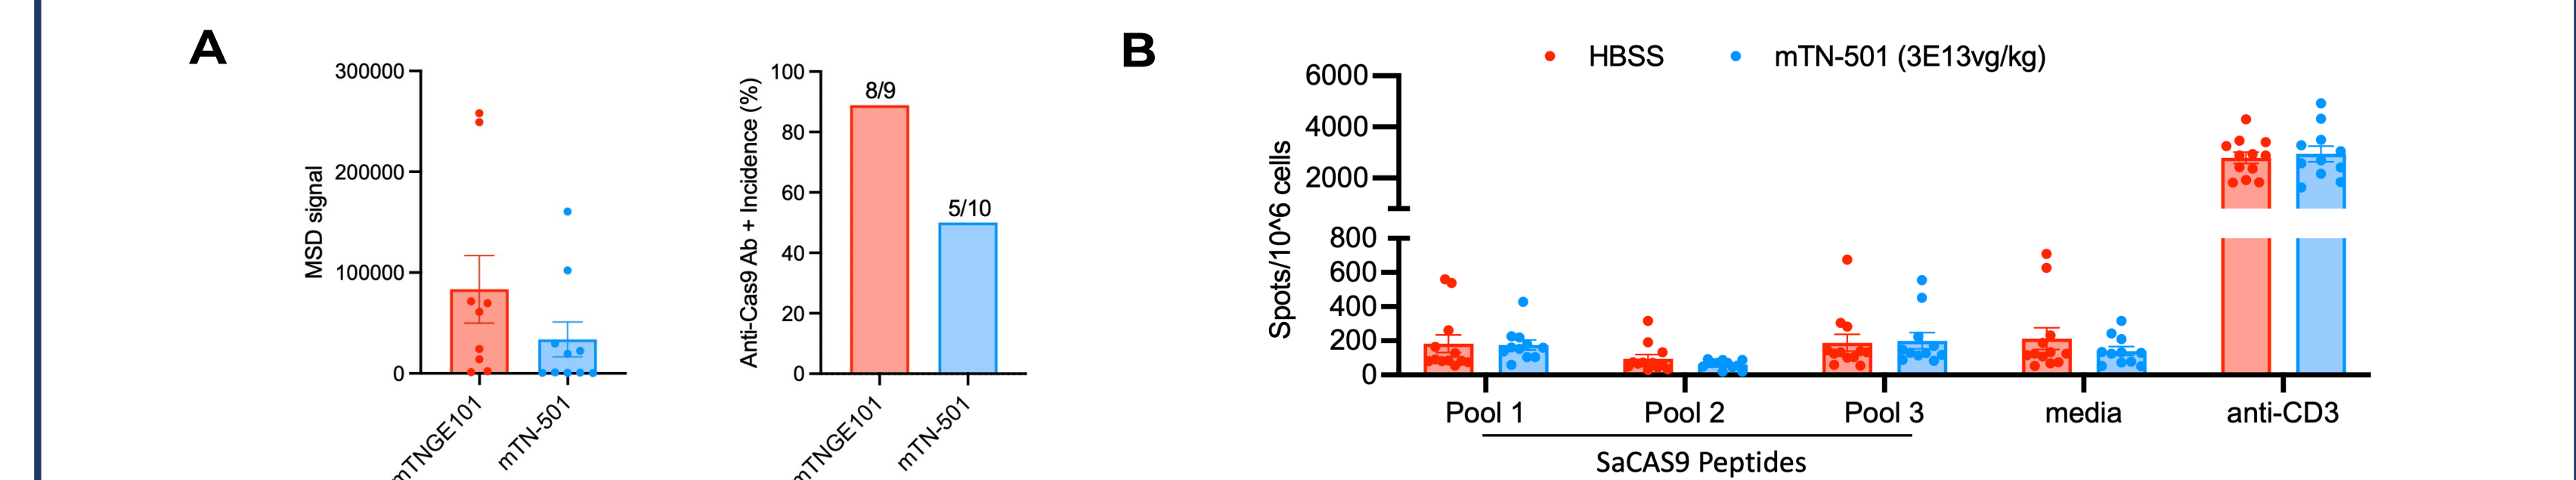 A
MSD signal
300000
200000
100000
0
mTNGE101
mTN-501
Anti-Cas9 Ab + Incidence (%)
100
80
60
40
20
0
8/9
5/10
mTNGE101
mTN-501
B
HBSS
mTN-501 (3E13vg/kg)
Spots/10^6 cells
6000
4000
2000
800
600
400
200
0
Pool 1
Pool 2
Pool 3
media
anti-CD3
SaCAS9 Peptides